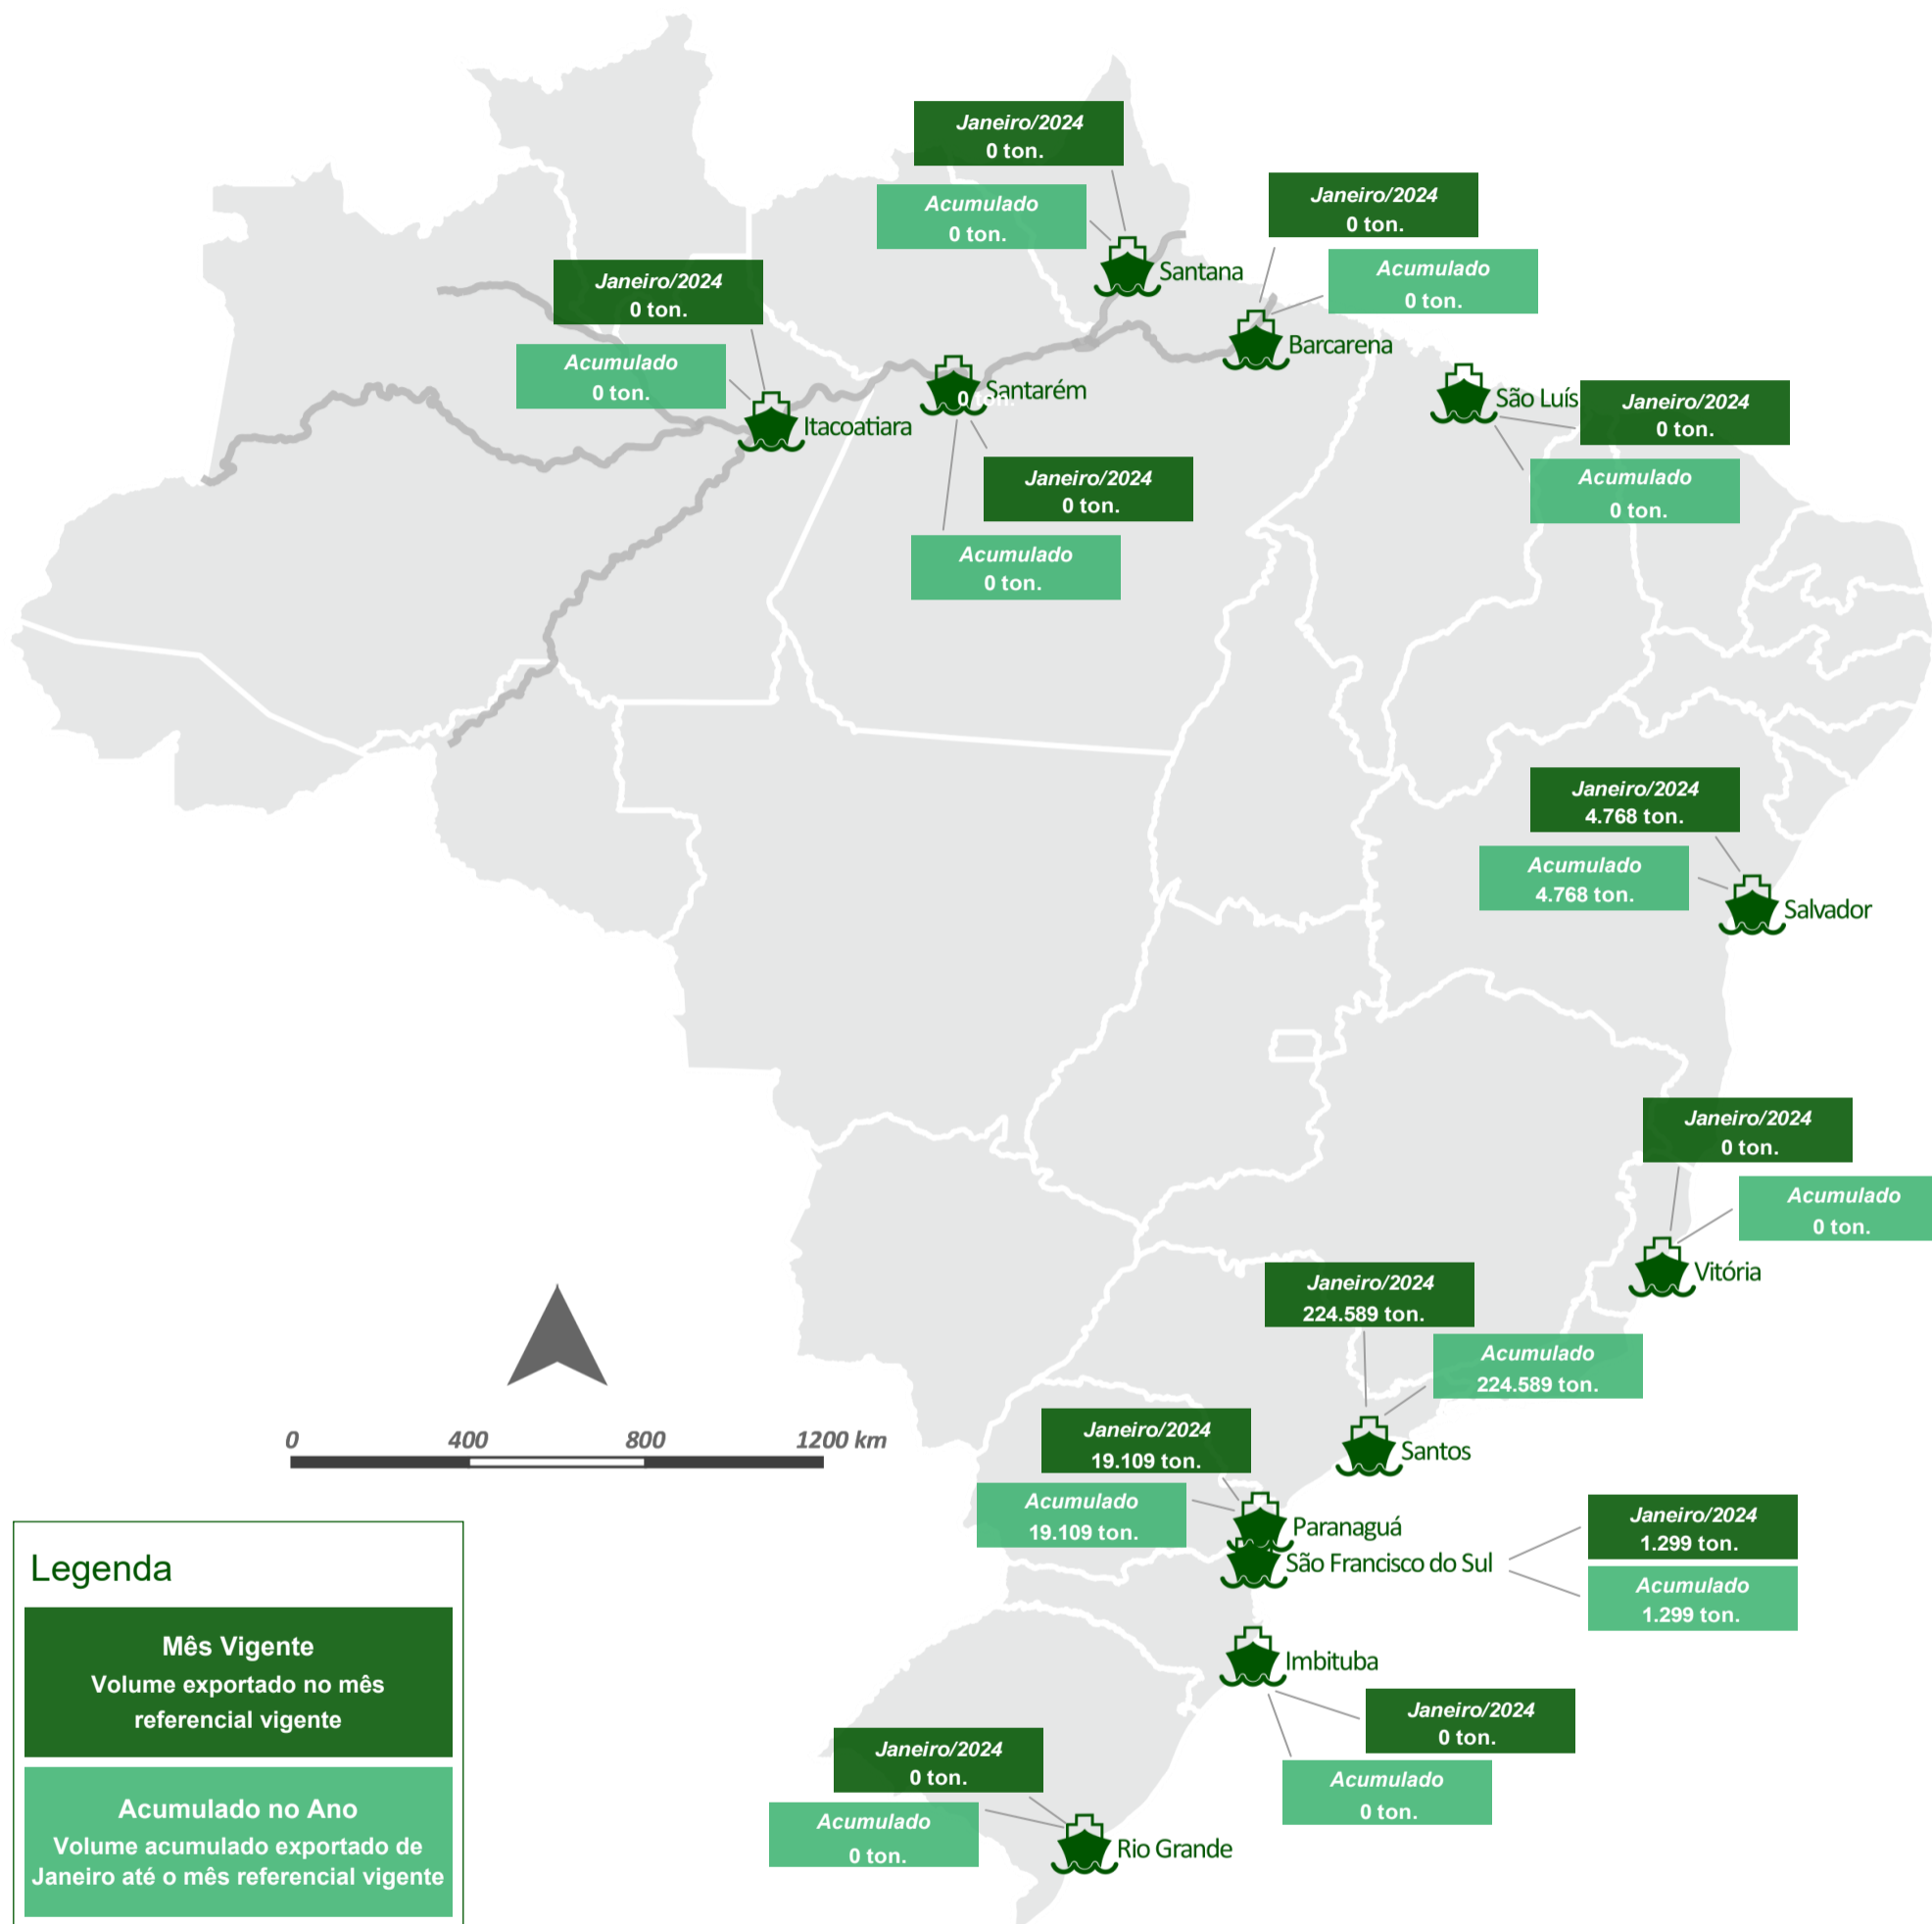 Janeiro/2024
0 ton.
Acumulado
0 ton.
Santana
Janeiro/2024
0 ton.
Acumulado
0 ton.
Barcarena
Janeiro/2024
0 ton.
Acumulado
0 ton.
Itacoatiara
Santarém
0 ton.
Janeiro/2024
0 ton.
Acumulado
0 ton.
São Luís
Janeiro/2024
0 ton.
Acumulado
0 ton.
Janeiro/2024
4.768 ton.
Acumulado
4.768 ton.
Salvador
Janeiro/2024
0 ton.
Acumulado
0 ton.
Vitória
Janeiro/2024
224.589 ton.
Acumulado
224.589 ton.
Santos
Janeiro/2024
19.109 ton.
Acumulado
19.109 ton.
Paranaguá
São Francisco do Sul
Janeiro/2024
1.299 ton.
Acumulado
1.299 ton.
Imbituba
Janeiro/2024
0 ton.
Acumulado
0 ton.
Janeiro/2024
0 ton.
Acumulado
0 ton.
Rio Grande
0 400 800 1200 km
Legenda
Mês Vigente
Volume exportado no mês
referencial vigente
Acumulado no Ano
Volume acumulado exportado de
Janeiro até o mês referencial vigente